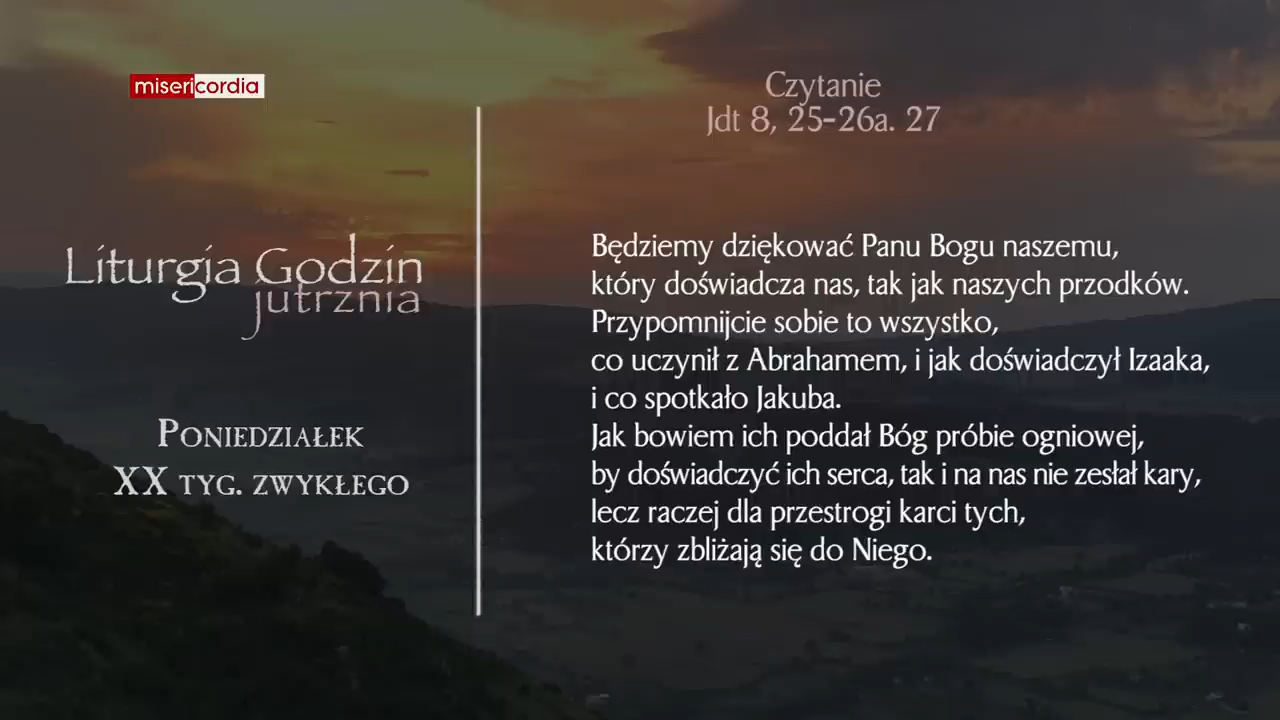 misericordia
Liturgia Godzin
jutrznia
Poniedziałek
XX tyg. zwykłego
Czytanie
Jdt 8, 25-26a. 27
Będziemy dziękować Panu Bogu naszemu,
który doświadcza nas, tak jak naszych przodków.
Przypomnijcie sobie to wszystko,
co uczynił z Abrahamem, i jak doświadczył Izaaka,
i co spotkało Jakuba.
Jak bowiem ich poddał Bóg próbie ogniowej,
by doświadczyć ich serca, tak i na nas nie zesłał kary,
lecz raczej dla przestrogi karci tych,
którzy zbliżają się do Niego.